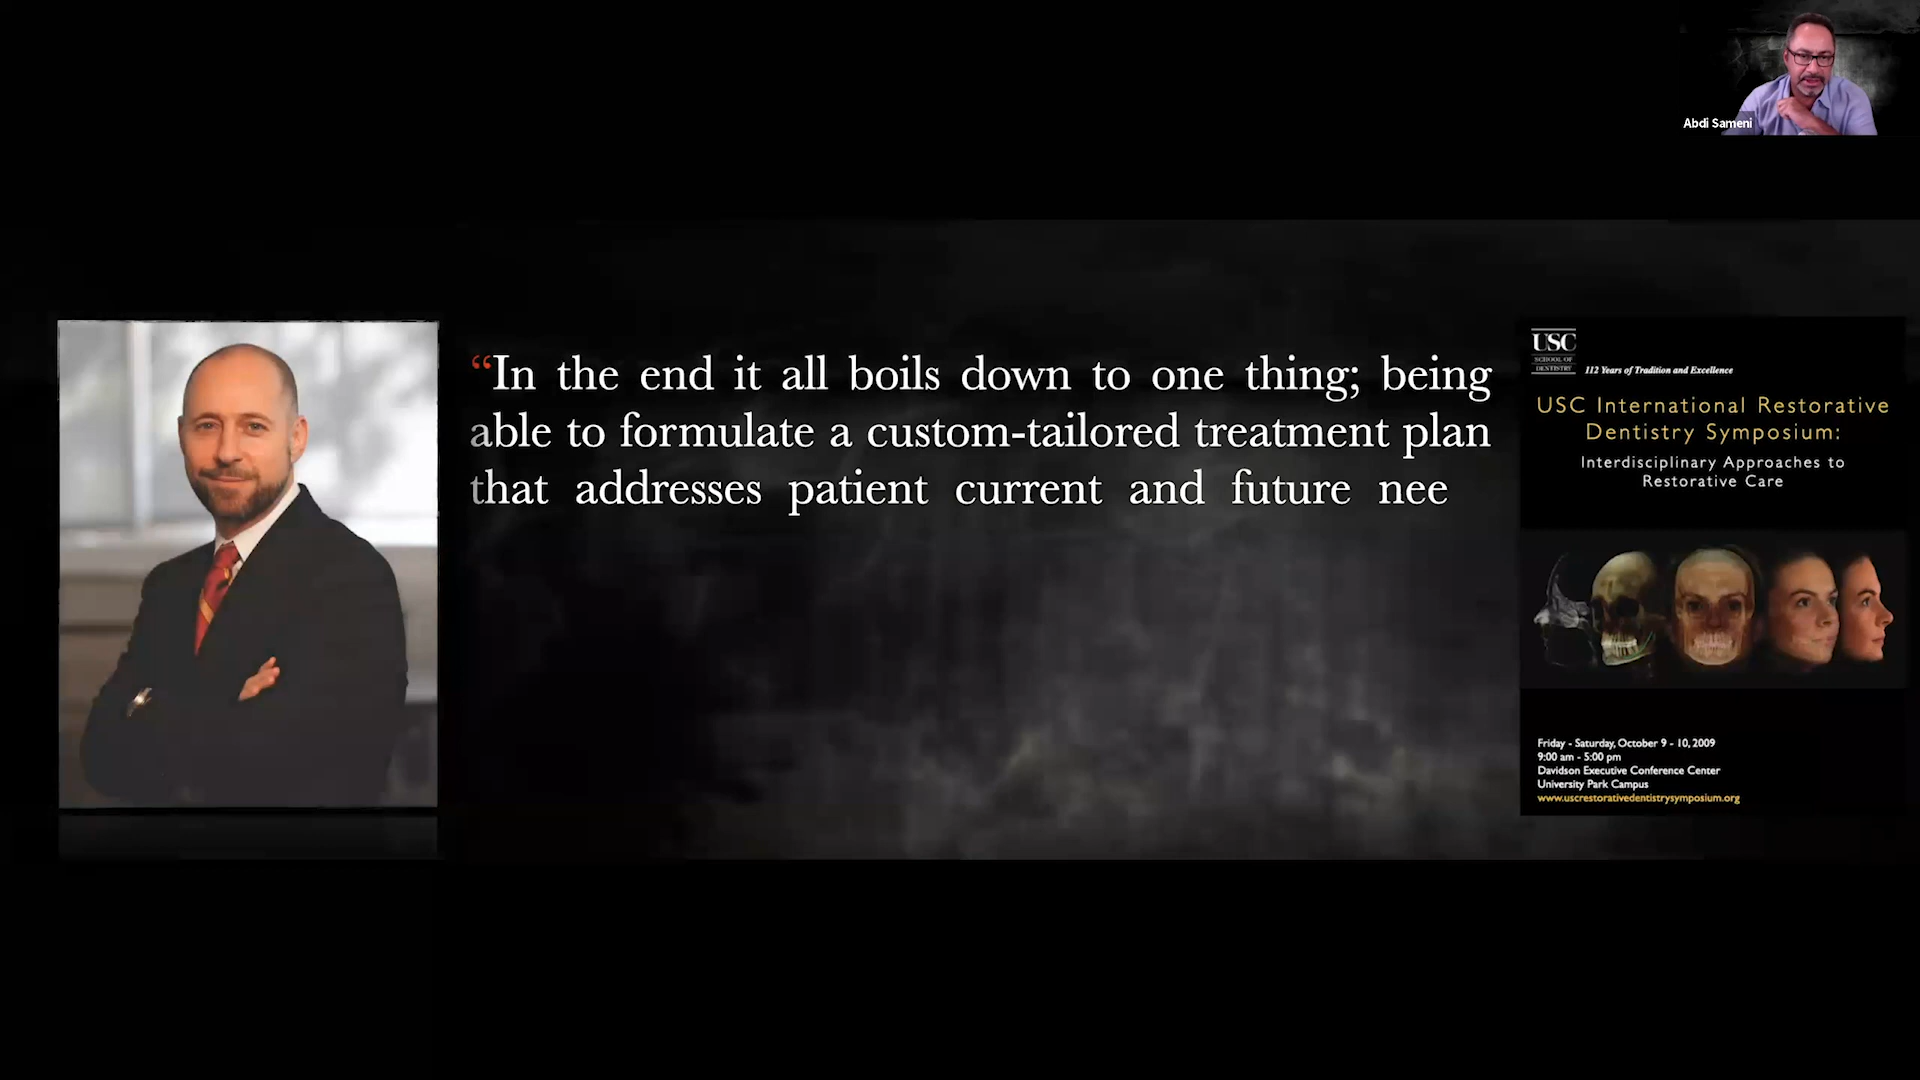 Abdi Sameni
“In the end it all boils down to one thing; being
able to formulate a custom-tailored treatment plan
that addresses patient current and future nee
USC
SCHOOL OF
DENTISTRY
112 Years of Tradition and Excellence
USC International Restorative
Dentistry Symposium:
Interdisciplinary Approaches to
Restorative Care
Friday - Saturday, October 9 - 10, 2009
9:00 am - 5:00 pm
Davidson Executive Conference Center
University Park Campus
www.uscrestorativedentistrysymposium.org